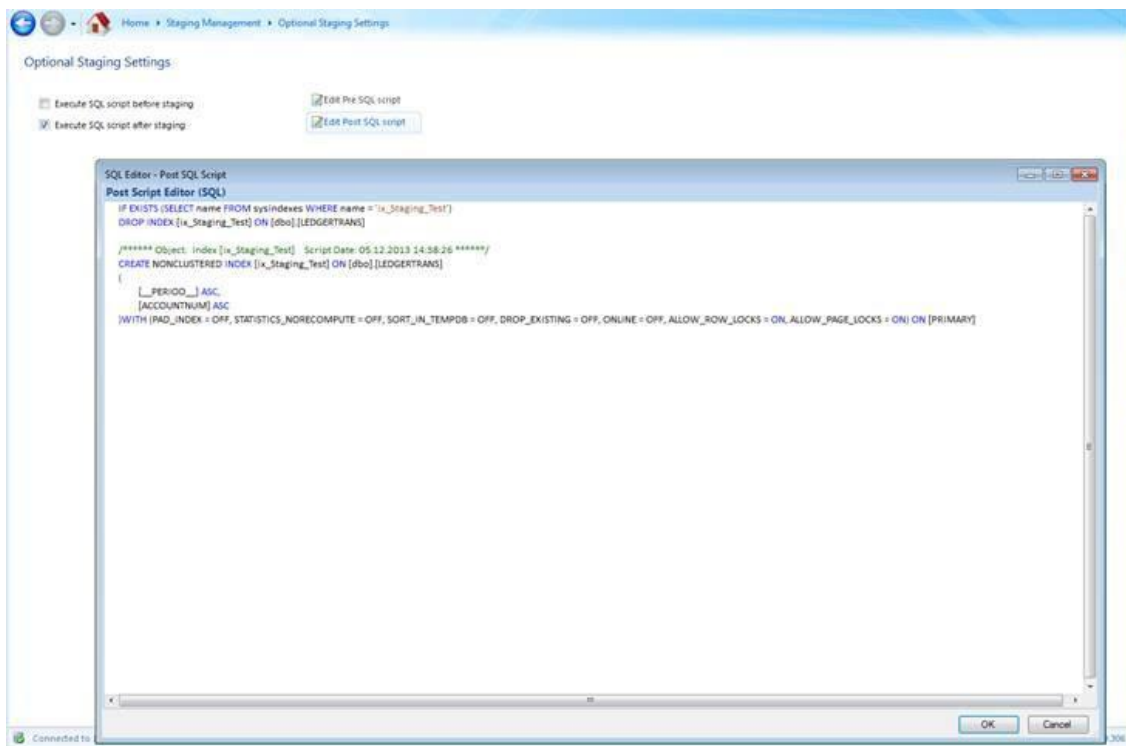 Home Staging Management Optional Staging Settings
Optional Staging Settings
Execute SQL script before staging
Edit Pre SQL script
Execute SQL script after staging
Edit Post SQL script
SQL Editor - Post SQL Script
Post Script Editor (SQL)
IF EXISTS (SELECT name FROM sysindexes WHERE name = 'ix_Staging_Test')
DROP INDEX [ix_Staging_Test] ON [dbo].[LEDGERTRANS]
/****** Object: Index [ix_Staging_Test] Script Date: 05.12.2013 14:58:26 ******/
CREATE NONCLUSTERED INDEX [ix_Staging_Test] ON [dbo].[LEDGERTRANS]
(
[__PERIOD__] ASC,
[ACCOUNTNUM] ASC
)WITH (PAD_INDEX = OFF, STATISTICS_NORECOMPUTE = OFF, SORT_IN_TEMPDB = OFF, DROP_EXISTING = OFF, ONLINE = OFF, ALLOW_ROW_LOCKS = ON, ALLOW_PAGE_LOCKS = ON) ON [PRIMARY]
OK Cancel
Connected to
.306